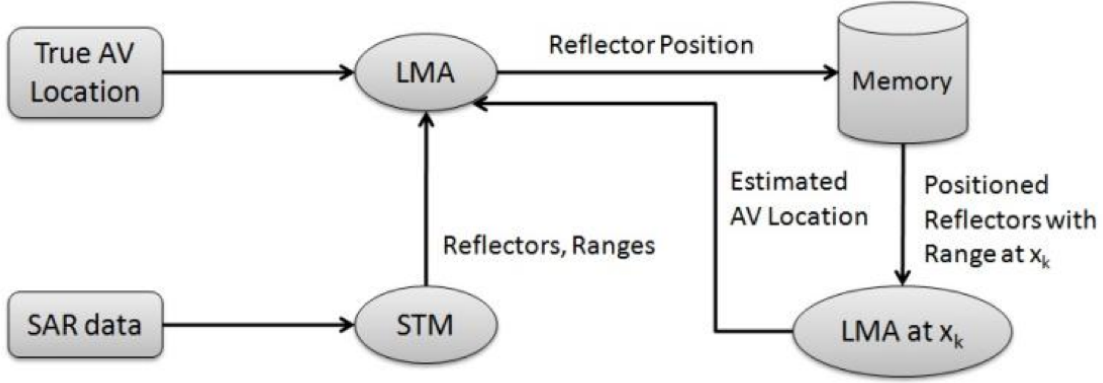 True AV
Location
LMA
Reflector Position
Memory
Estimated
AV Location
Positioned
Reflectors with
Range at xk
Reflectors, Ranges
SAR data
STM
LMA at xk